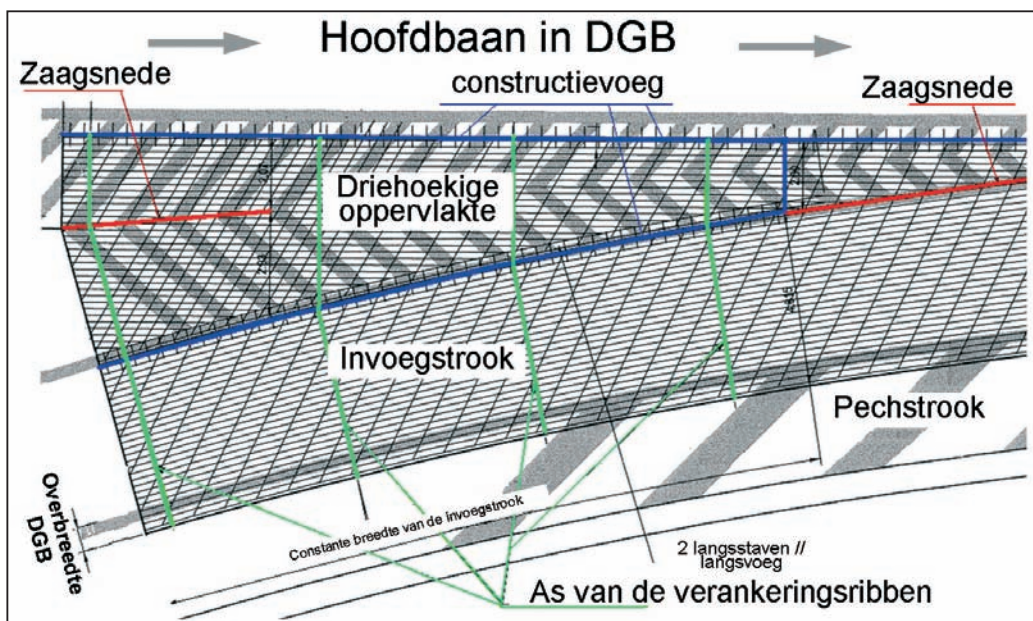 Hoofdbaan in DGB
Zaagsnede
constructievoeg
Zaagsnede
Driehoekige
oppervlakte
Invoegstrook
Pechstrook
Overbreedte
DGB
Constante breedte van de invoegstrook
2 langsstaven //
langsvoeg
As van de verankeringsribben